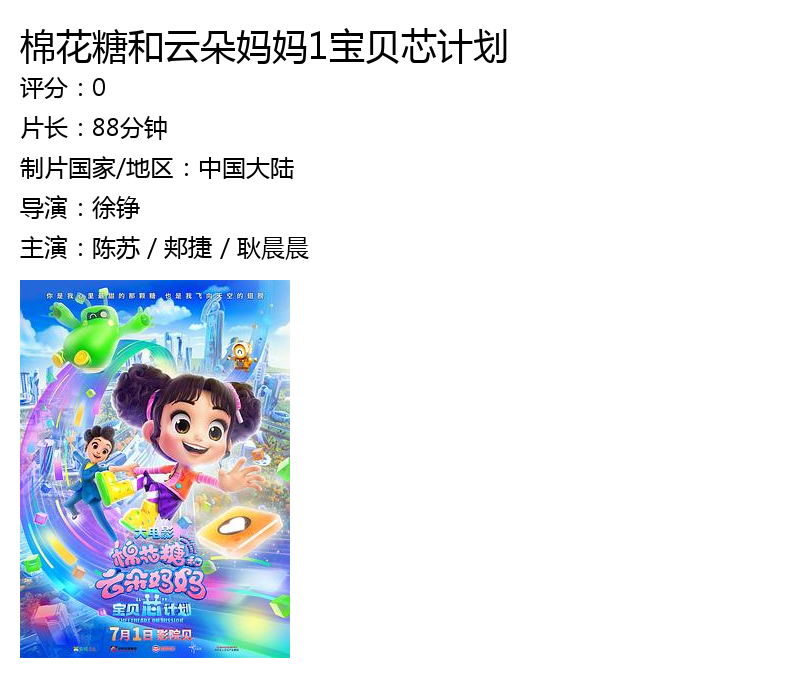 棉花糖和云朵妈妈1宝贝芯计划
评分：0
片长：88分钟
制片国家/地区：中国大陆
导演：徐铮
主演：陈苏 / 郏捷 / 耿晨晨
你是我心里最甜的那颗糖 也是我飞向天空的翅膀
大电影
棉花糖和
云朵妈妈
宝贝“芯”计划
7月1日 影院见